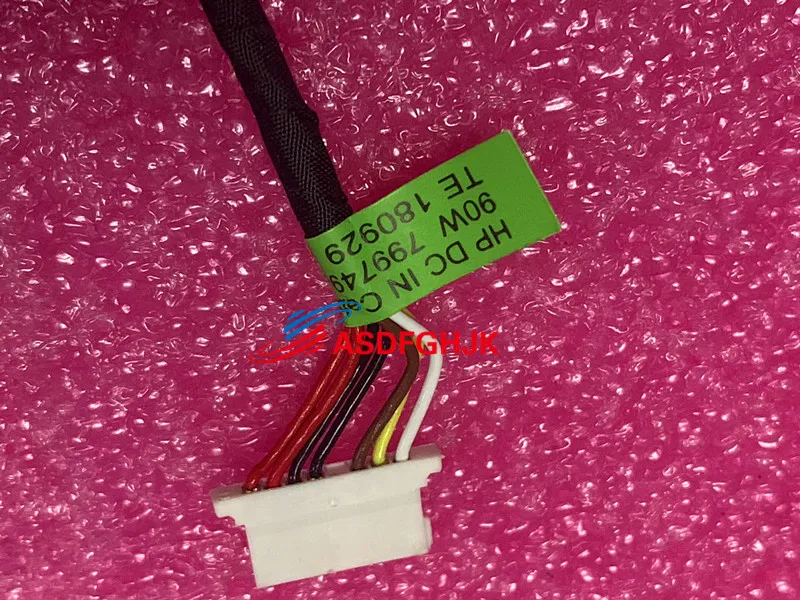 HP DC IN C
90W 799749
TE 180929
ASDFGHJK